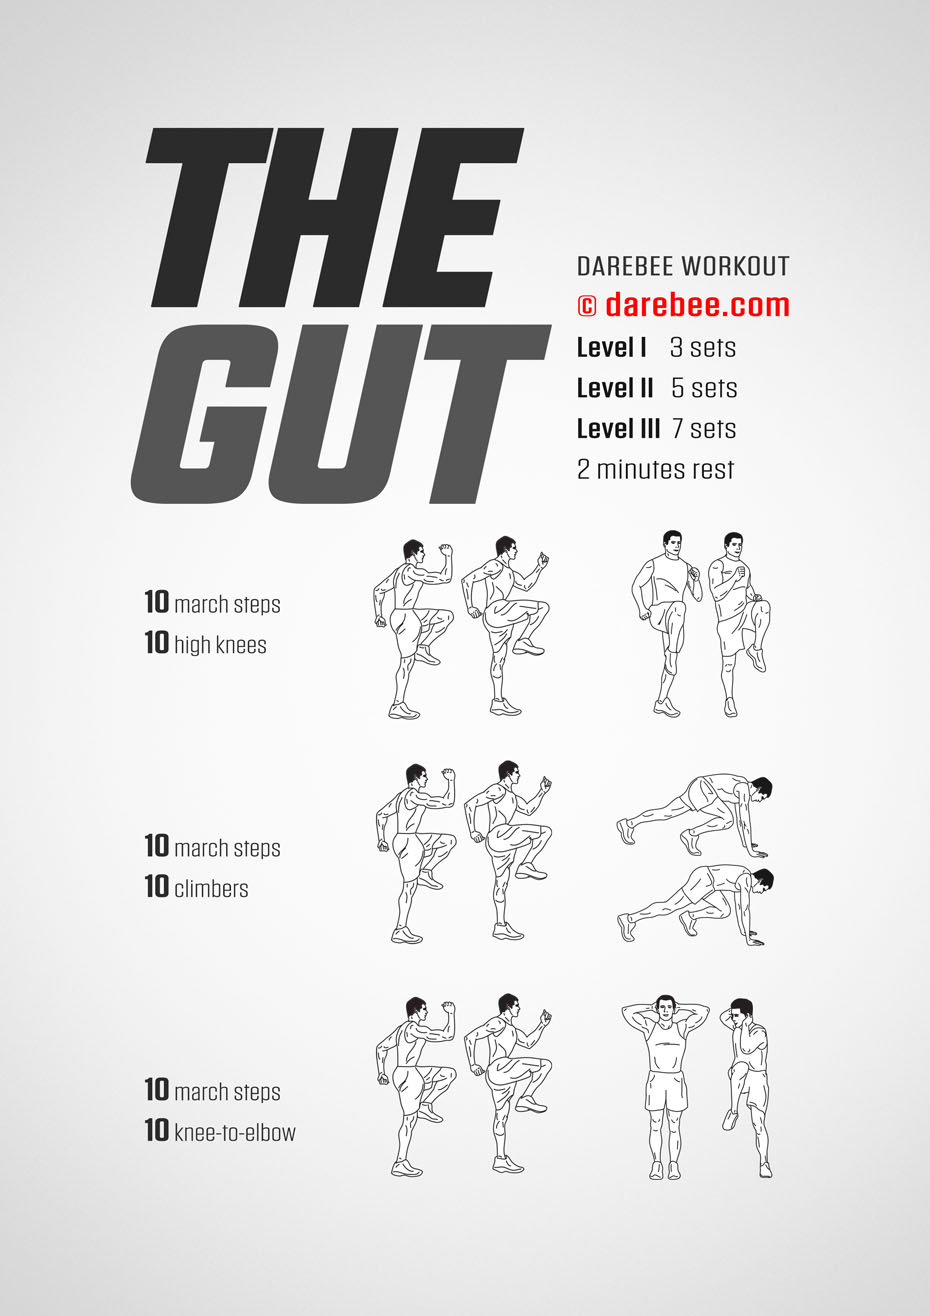 THE
GUT
DAREBEE WORKOUT
© darebee.com
Level I 3 sets
Level II 5 sets
Level III 7 sets
2 minutes rest
10 march steps
10 high knees
10 march steps
10 climbers
10 march steps
10 knee-to-elbow